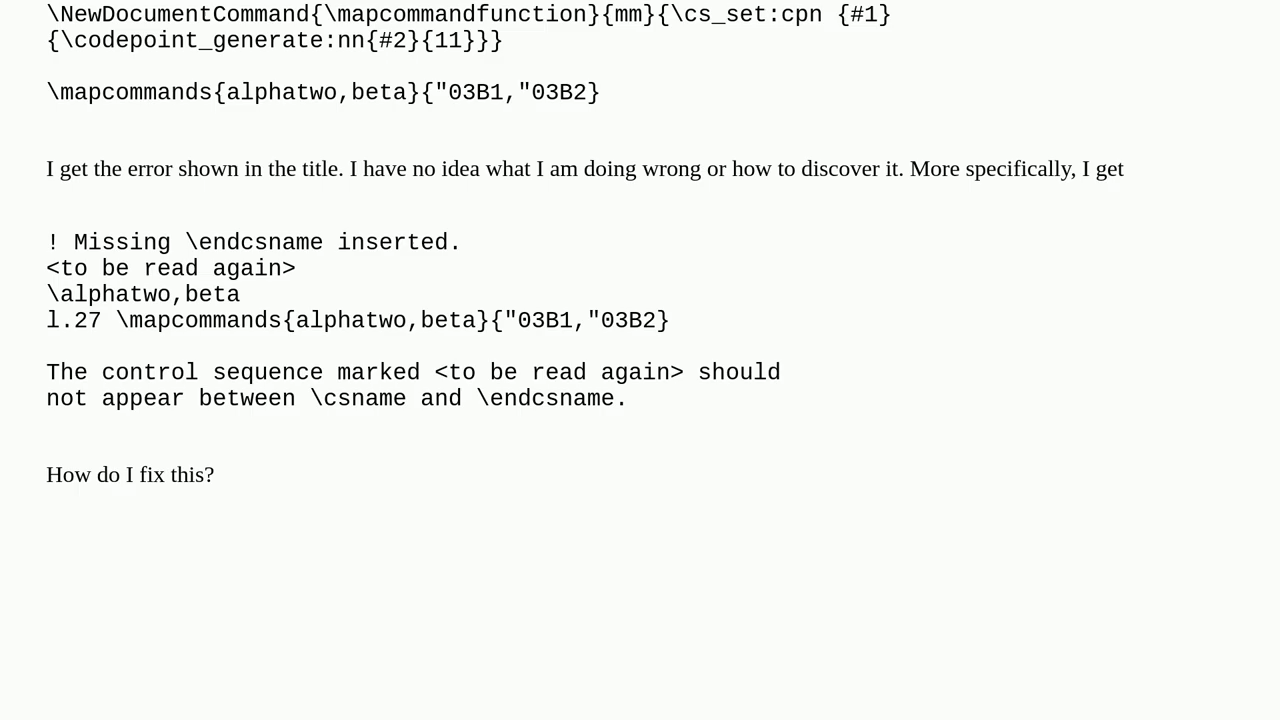 \NewDocumentCommand{\mapcommandfunction}{mm}{\cs_set:cpn {#1}
{\codepoint_generate:nn{#2}{11}}}
\mapcommands{alphatwo,beta}{"03B1,"03B2}
I get the error shown in the title. I have no idea what I am doing wrong or how to discover it. More specifically, I get
! Missing \endcsname inserted.
<to be read again>
\alphatwo,beta
l.27 \mapcommands{alphatwo,beta}{"03B1,"03B2}
The control sequence marked <to be read again> should
not appear between \csname and \endcsname.
How do I fix this?